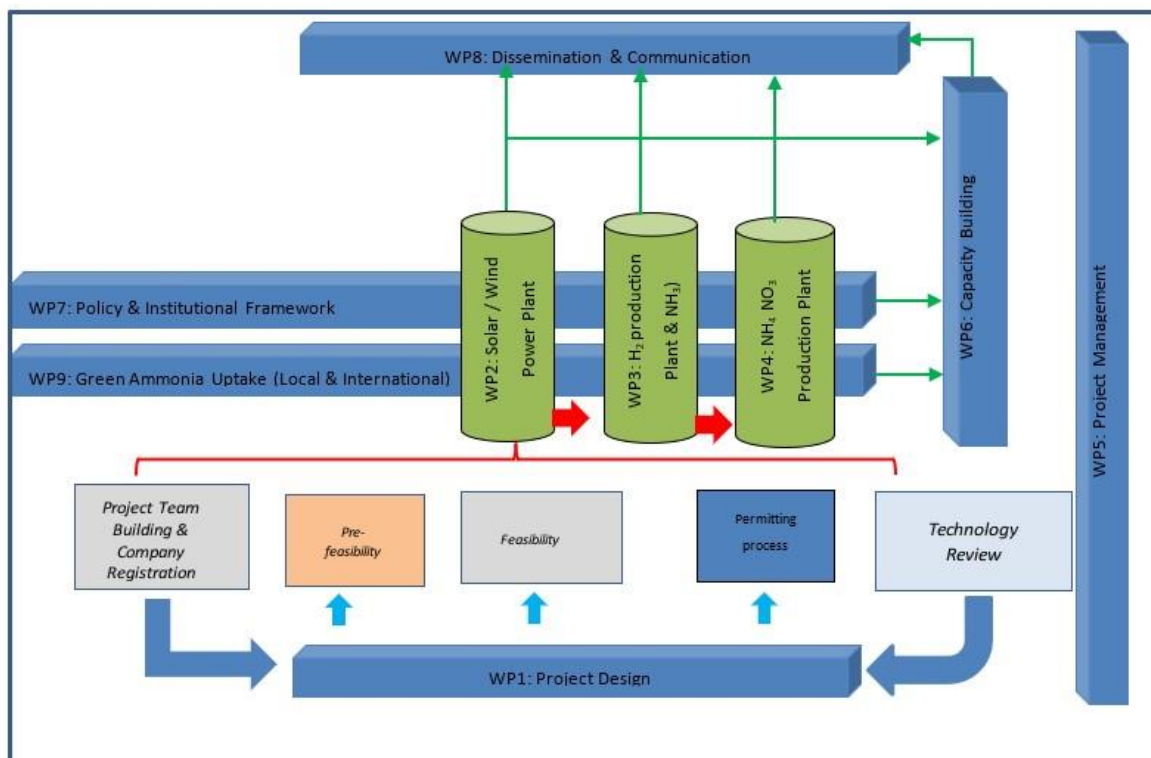 WP8: Dissemination & Communication
WP6: Capacity Building
WP5: Project Management
WP7: Policy & Institutional Framework
WP9: Green Ammonia Uptake (Local & International)
WP2: Solar / Wind
Power Plant
WP3: H₂ production
Plant & NH₃)
WP4: NH₄ NO₃
Production Plant
Project Team
Building &
Company
Registration
Pre-
feasibility
Feasibility
Permitting
process
Technology
Review
WP1: Project Design